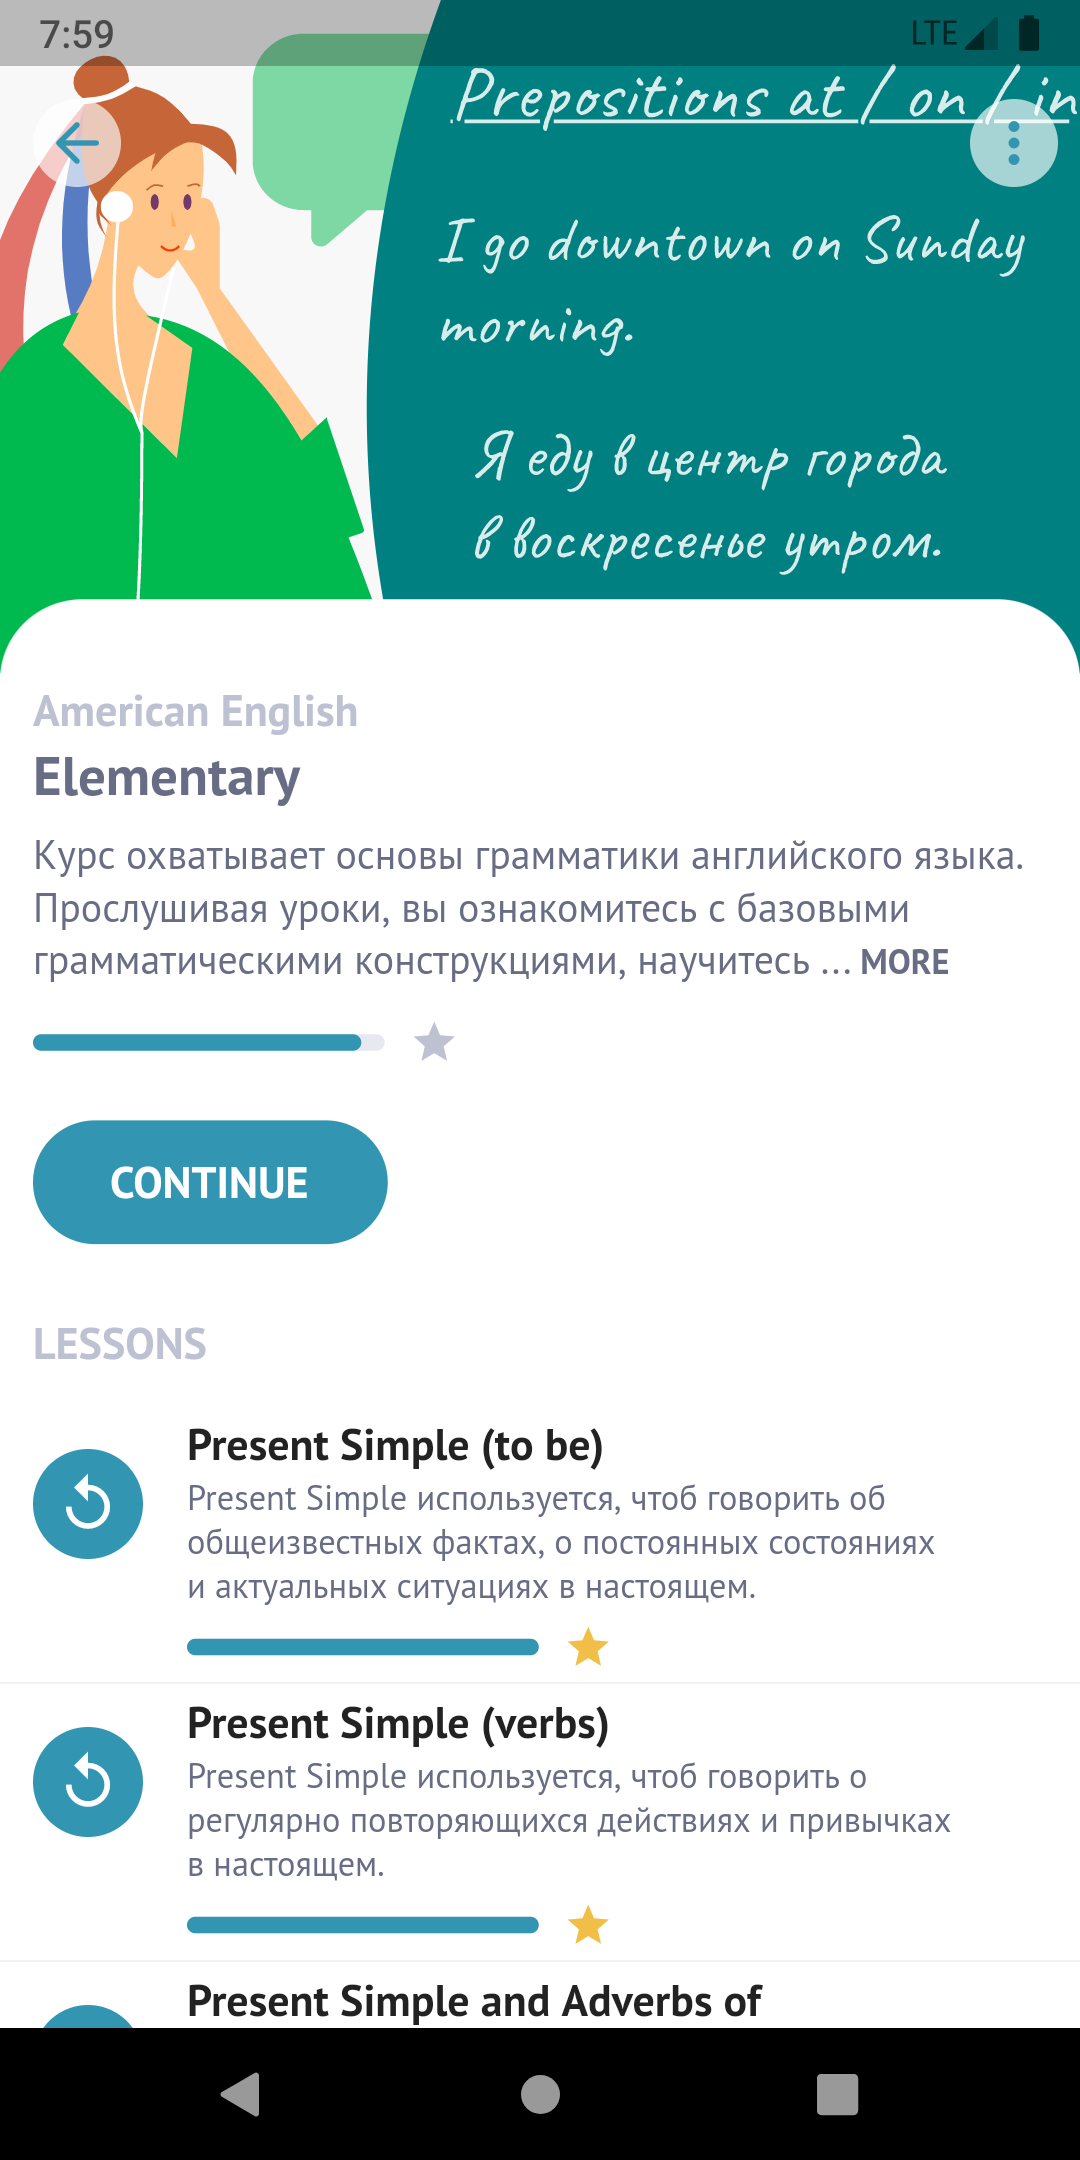 7:59
LTE
Prepositions at / on / in
I go downtown on Sunday
morning.
Я еду в центр города
в воскресенье утром.
American English
Elementary
Курс охватывает основы грамматики английского языка.
Прослушивая уроки, вы ознакомитесь с базовыми
грамматическими конструкциями, научитесь ... MORE
CONTINUE
LESSONS
Present Simple (to be)
Present Simple используется, чтоб говорить об
общеизвестных фактах, о постоянных состояниях
и актуальных ситуациях в настоящем.
Present Simple (verbs)
Present Simple используется, чтоб говорить о
регулярно повторяющихся действиях и привычках
в настоящем.
Present Simple and Adverbs of